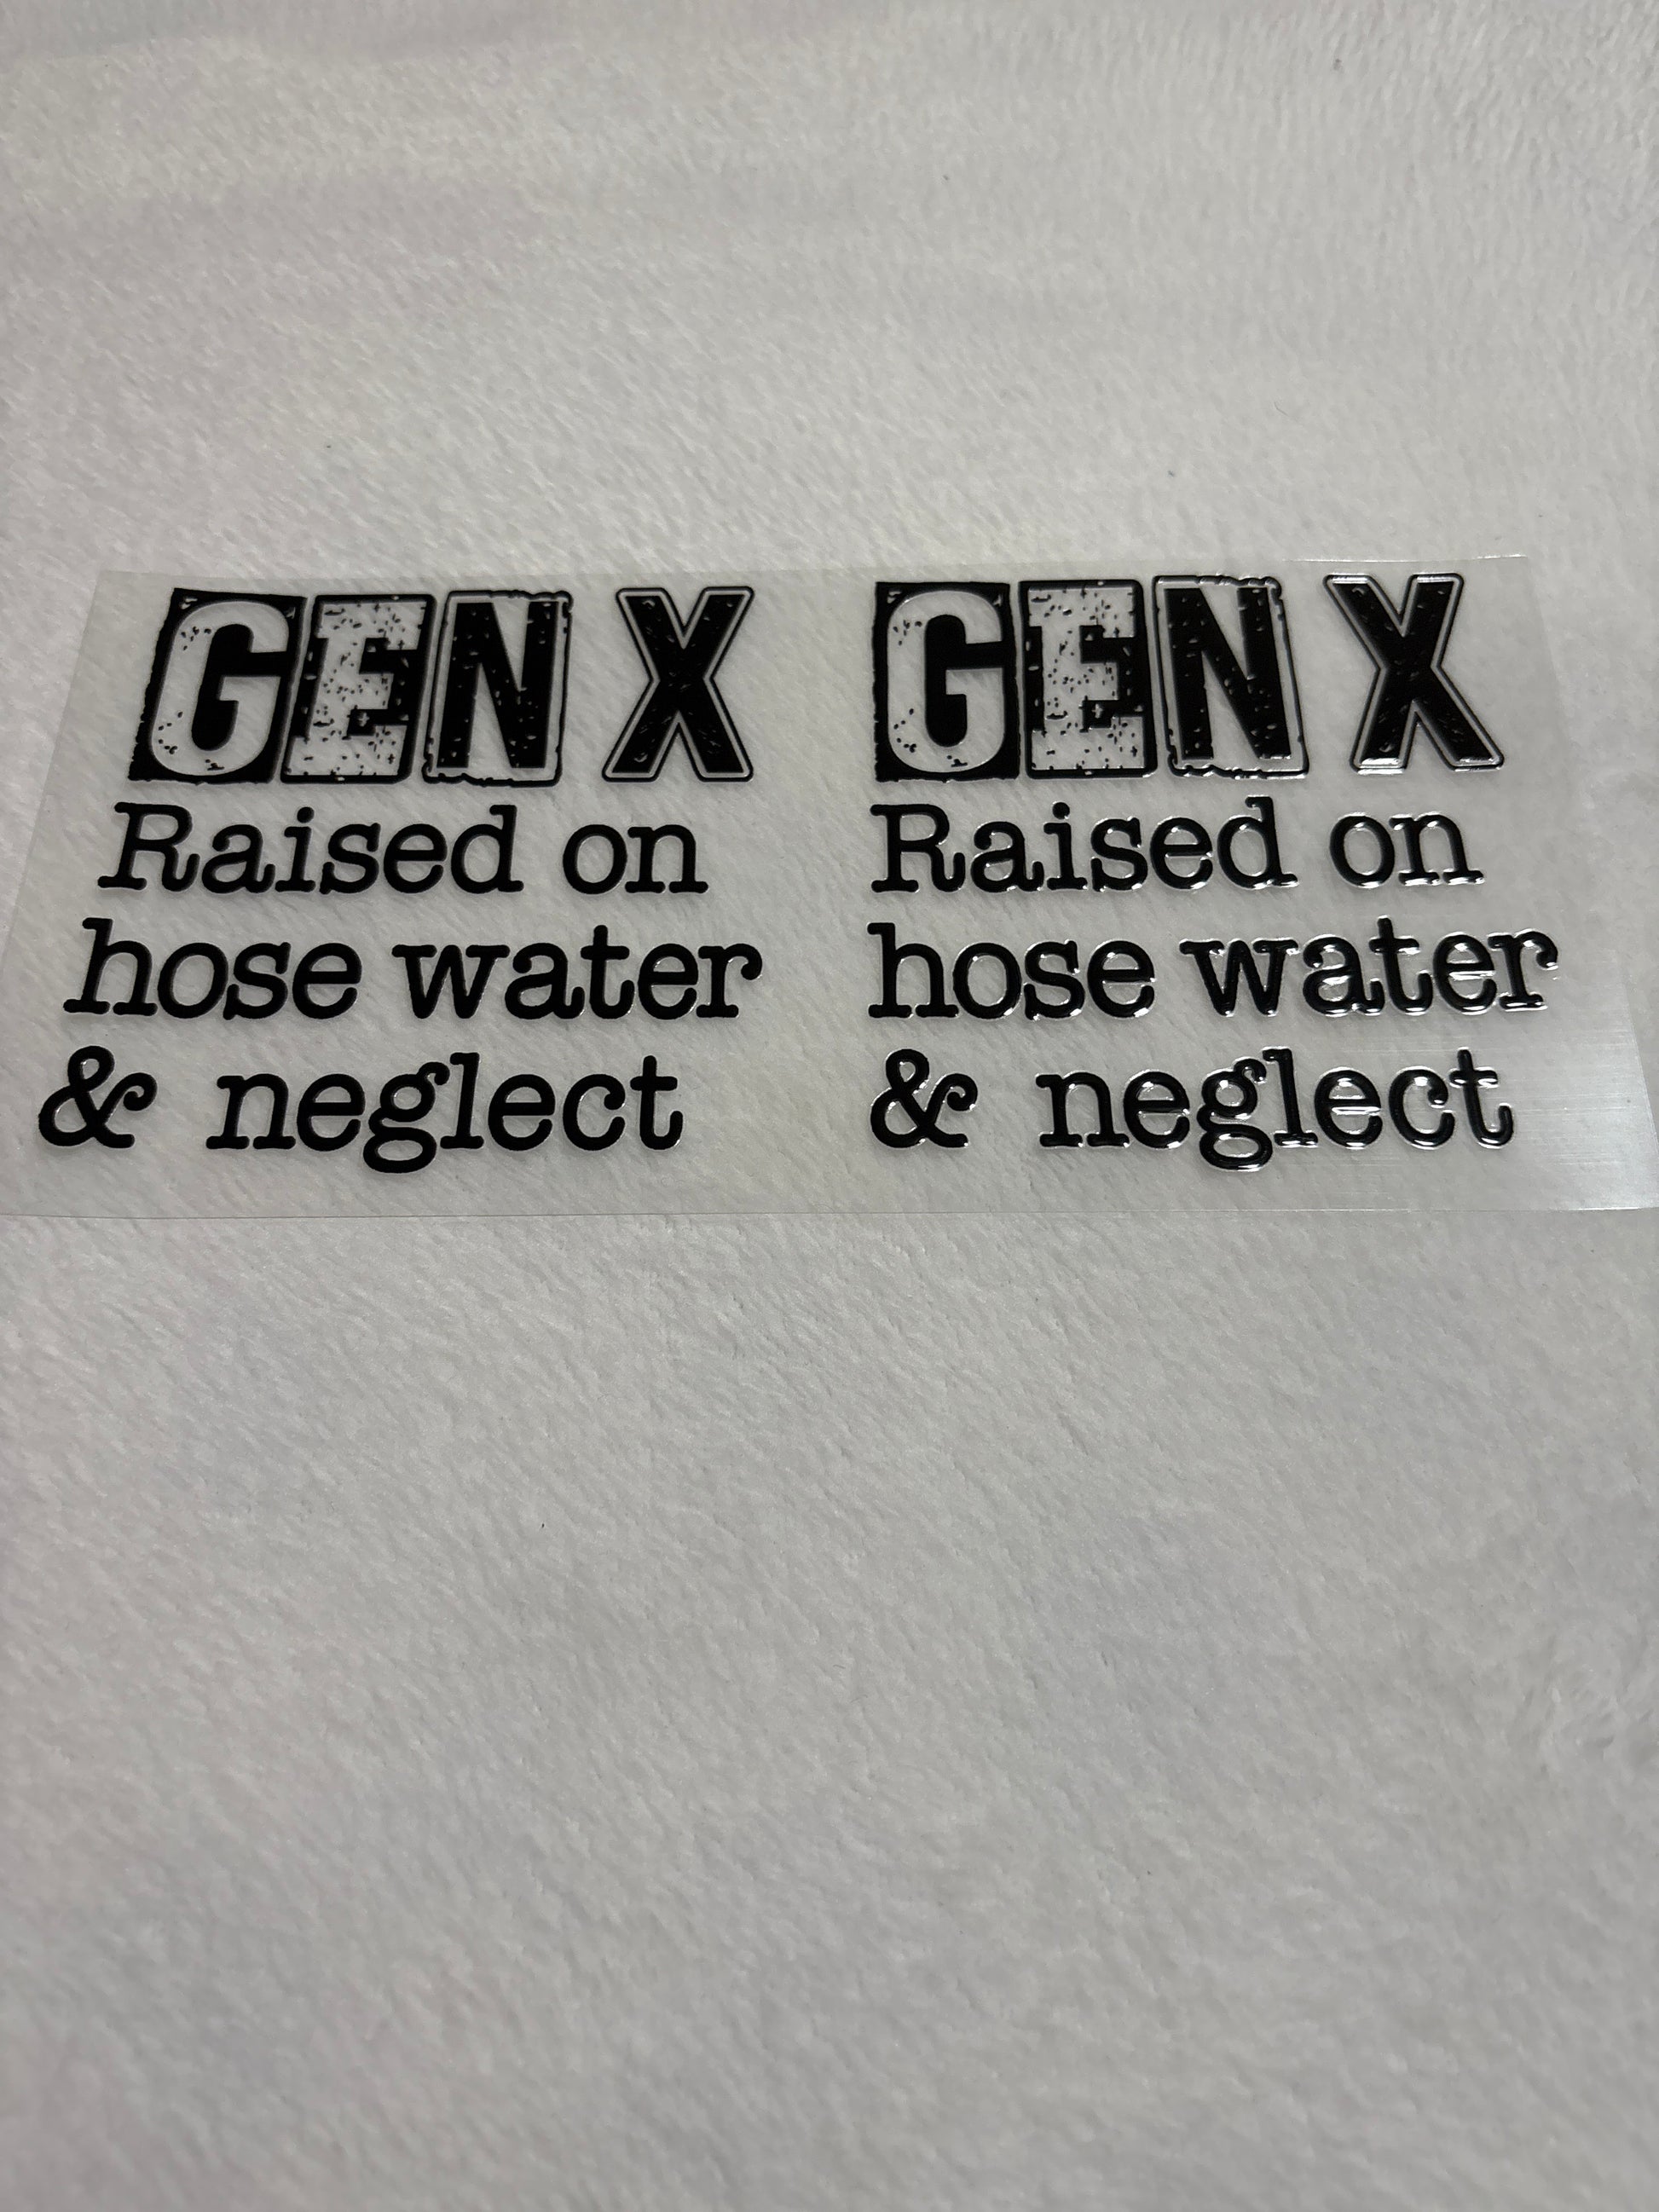 GEN X
Raised on
hose water
& neglect
GEN X
Raised on
hose water
& neglect